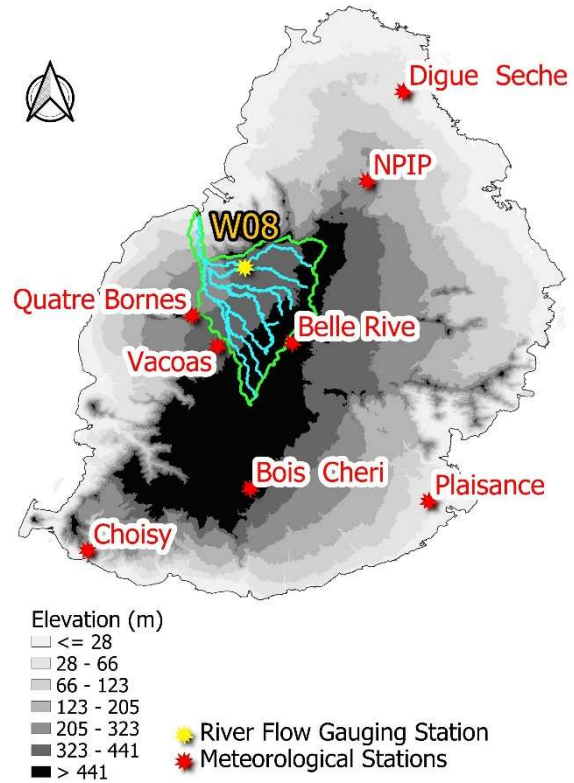 Digue Seche
NPIP
W08
Quatre Bornes
Belle Rive
Vacoas
Bois Cheri
Plaisance
Choisy
Elevation (m)
<= 28
28 - 66
66 - 123
123 - 205
205 - 323
323 - 441
> 441
River Flow Gauging Station
Meteorological Stations